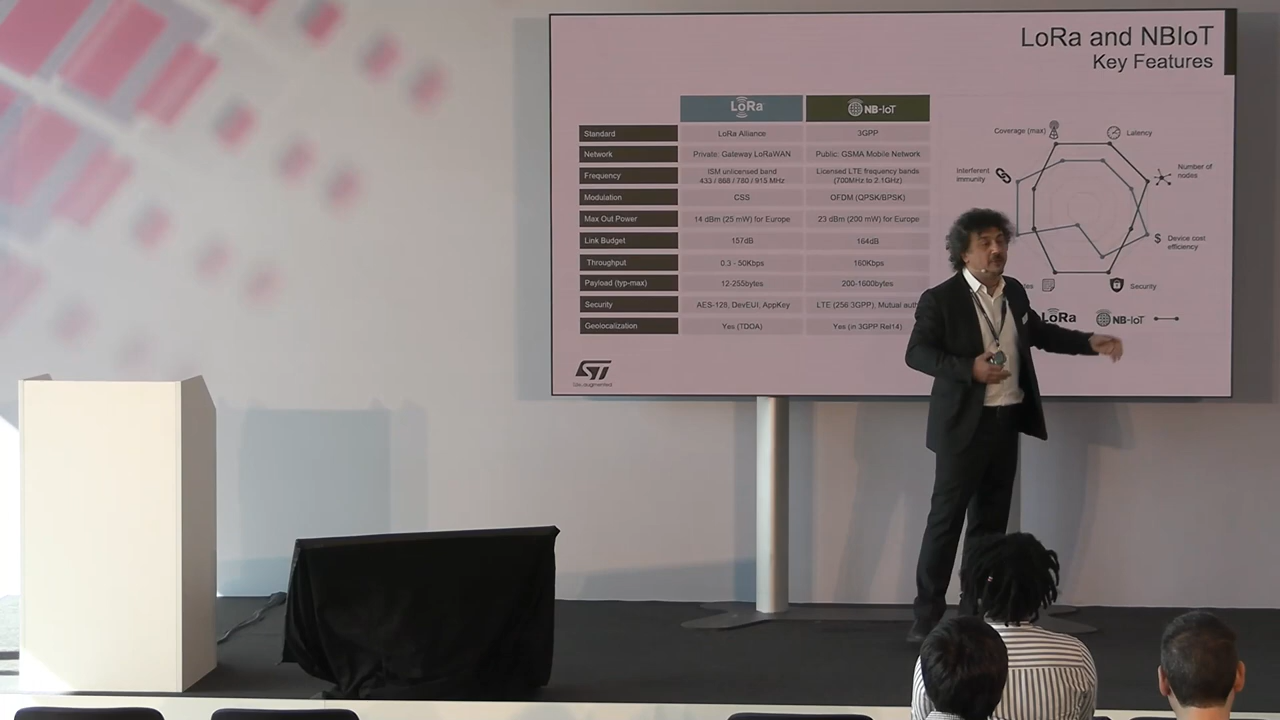 LoRa and NBIoT
Key Features
LoRa NB-IoT
Standard LoRa Alliance 3GPP
Network Private: Gateway LoRaWAN Public: GSMA Mobile Network
Frequency ISM unlicensed band Licensed LTE frequency bands
433 / 868 / 780 / 915 MHz (700MHz to 2.1GHz)
Modulation CSS OFDM (QPSK/BPSK)
Max Out Power 14 dBm (25 mW) for Europe 23 dBm (200 mW) for Europe
Link Budget 157dB 164dB
Throughput 0.3 - 50Kbps 160Kbps
Payload (typ-max) 12-255bytes 200-1600bytes
Security AES-128, DevEUI, AppKey LTE (256.3GPP), Mutual
Geolocalization Yes (TDOA) Yes (in 3GPP Rel14)
Coverage (max) Latency
Interferent
immunity
Number of
nodes
Device cost
efficiency
Security
LoRa NB-IoT
ST
life.augmented